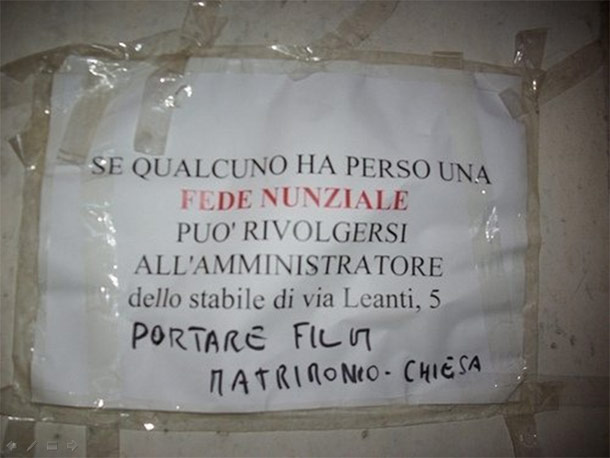 SE QUALCUNO HA PERSO UNA
FEDE NUNZIALE
PUO' RIVOLGERSI
ALL'AMMINISTRATORE
dello stabile di via Leanti, 5
PORTARE FILM
MATRIMONIO - CHIESA